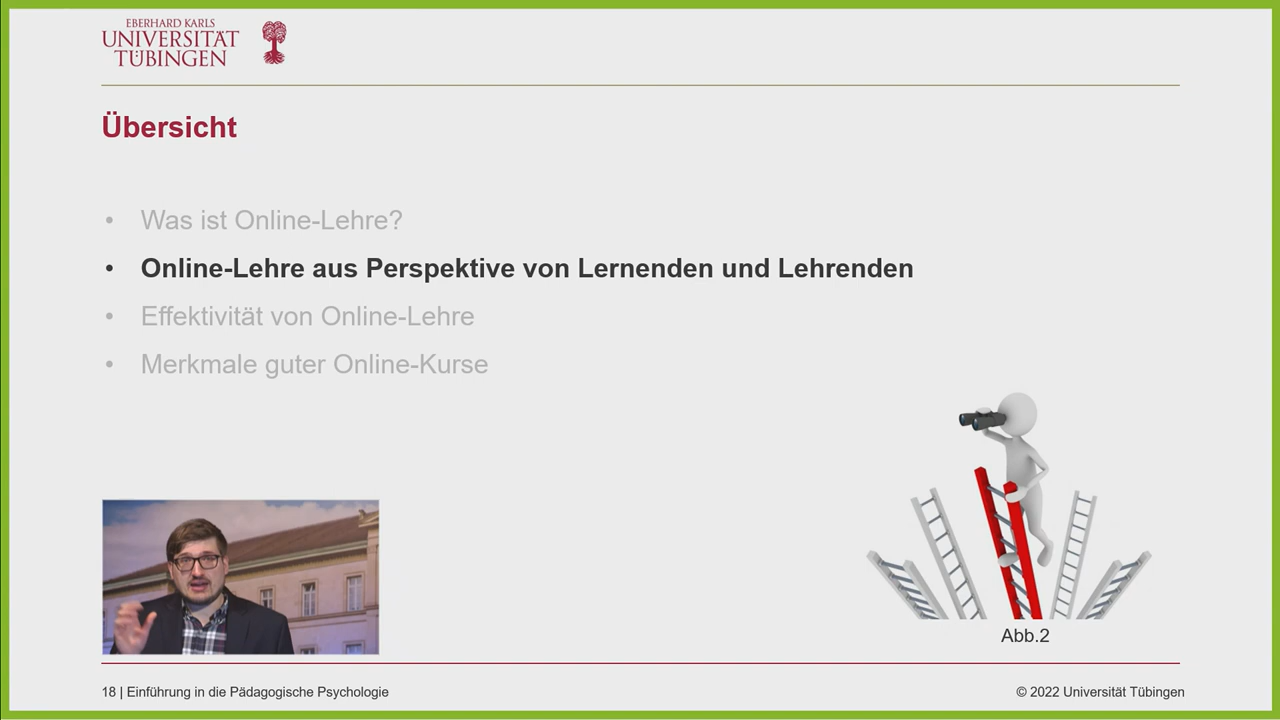 EBERHARD KARLS
UNIVERSITÄT
TÜBINGEN
Übersicht
• Was ist Online-Lehre?
• Online-Lehre aus Perspektive von Lernenden und Lehrenden
• Effektivität von Online-Lehre
• Merkmale guter Online-Kurse
Abb.2
18 | Einführung in die Pädagogische Psychologie
© 2022 Universität Tübingen